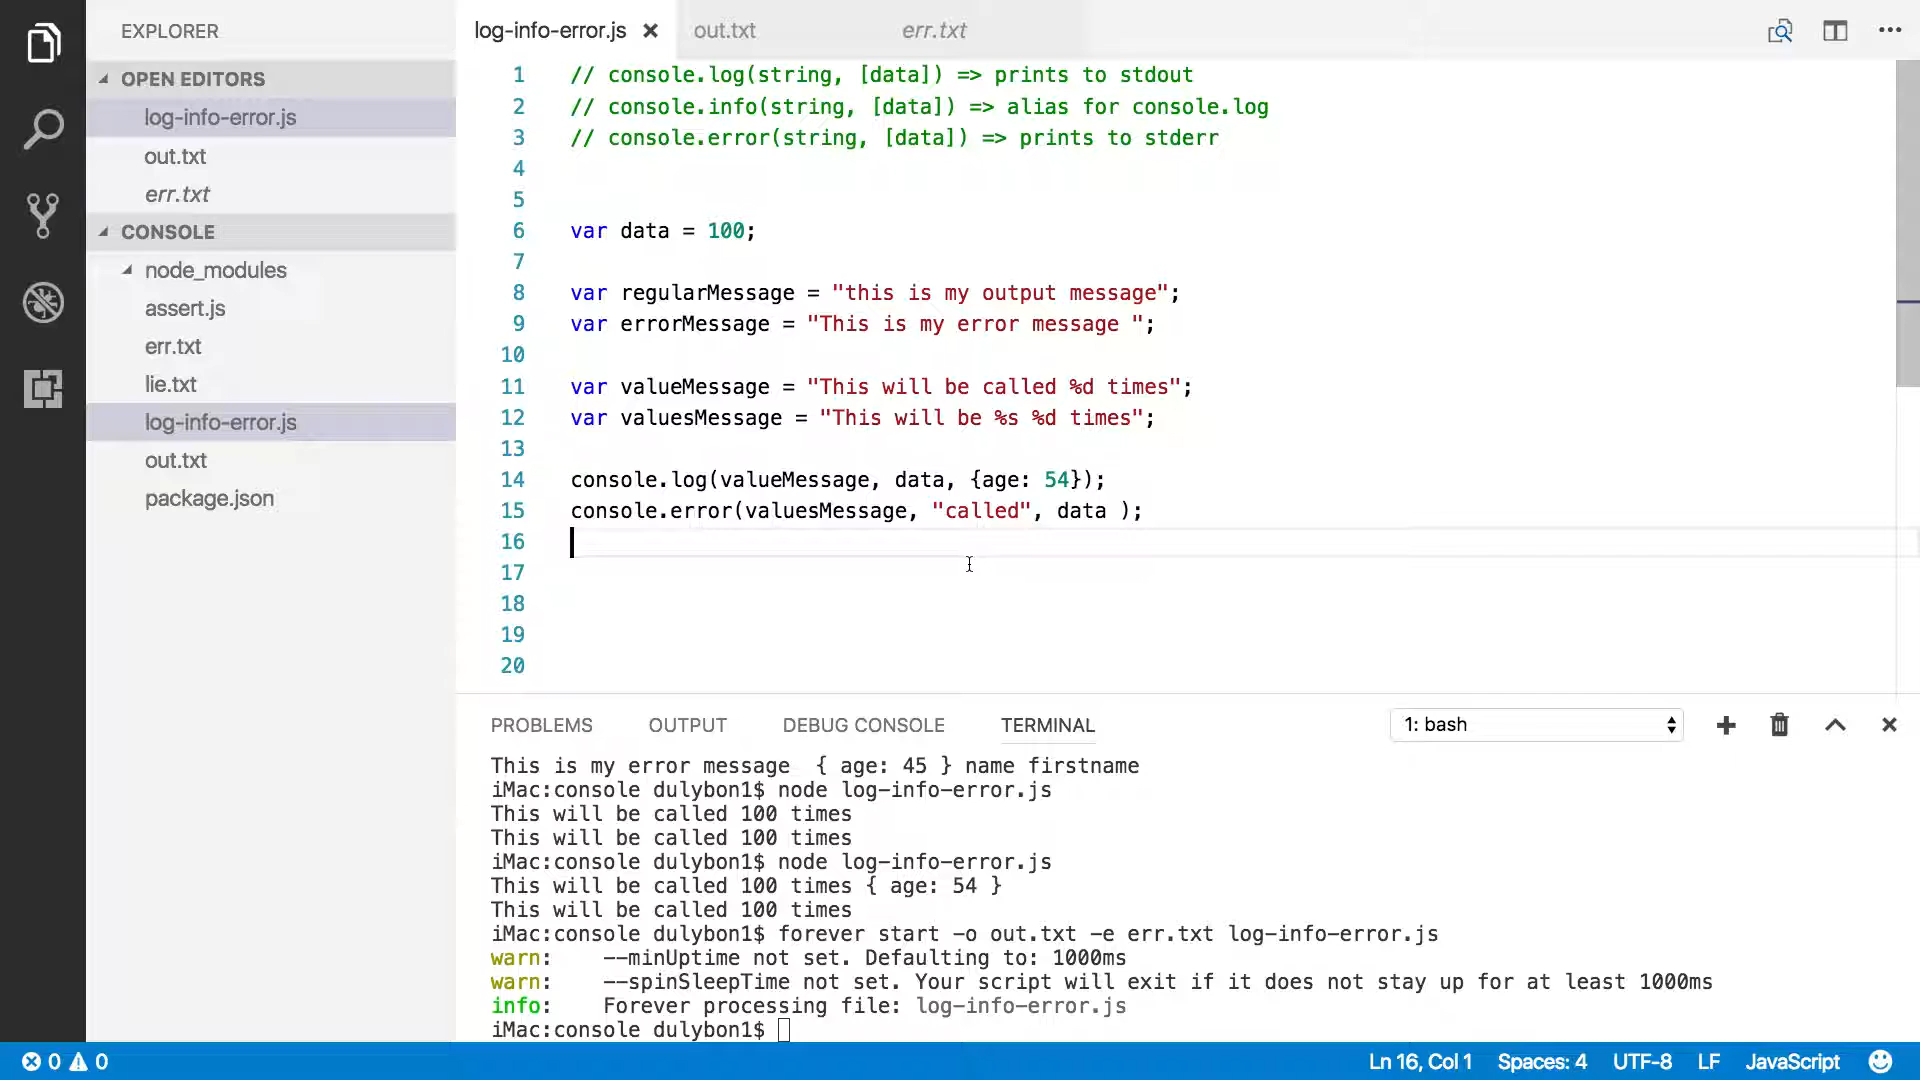 EXPLORER
OPEN EDITORS
log-info-error.js
out.txt
err.txt
CONSOLE
node_modules
assert.js
err.txt
lie.txt
log-info-error.js
out.txt
package.json
log-info-error.js
out.txt
err.txt
1 // console.log(string, [data]) => prints to stdout
2 // console.info(string, [data]) => alias for console.log
3 // console.error(string, [data]) => prints to stderr
4
5
6 var data = 100;
7
8 var regularMessage = "this is my output message";
9 var errorMessage = "This is my error message ";
10
11 var valueMessage = "This will be called %d times";
12 var valuesMessage = "This will be %s %d times";
13
14 console.log(valueMessage, data, {age: 54});
15 console.error(valuesMessage, "called", data );
16
17
18
19
20
PROBLEMS OUTPUT DEBUG CONSOLE TERMINAL 1: bash
This is my error message  { age: 45 } name firstname
iMac:console dulybon1$ node log-info-error.js
This will be called 100 times
This will be called 100 times
iMac:console dulybon1$ node log-info-error.js
This will be called 100 times { age: 54 }
This will be called 100 times
iMac:console dulybon1$ forever start -o out.txt -e err.txt log-info-error.js
warn:    --minUptime not set. Defaulting to: 1000ms
warn:    --spinSleepTime not set. Your script will exit if it does not stay up for at least 1000ms
info:    Forever processing file: log-info-error.js
iMac:console dulybon1$
0 0 Ln 16, Col 1 Spaces: 4 UTF-8 LF JavaScript